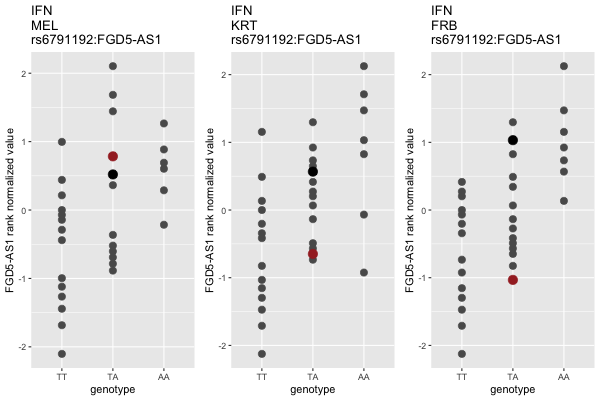 IFN
MEL
rs6791192:FGD5-AS1
FGD5-AS1 rank normalized value
2
1
0
-1
-2
TT
TA
AA
genotype
IFN
KRT
rs6791192:FGD5-AS1
FGD5-AS1 rank normalized value
2
1
0
-1
-2
TT
TA
AA
genotype
IFN
FRB
rs6791192:FGD5-AS1
FGD5-AS1 rank normalized value
2
1
0
-1
-2
TT
TA
AA
genotype